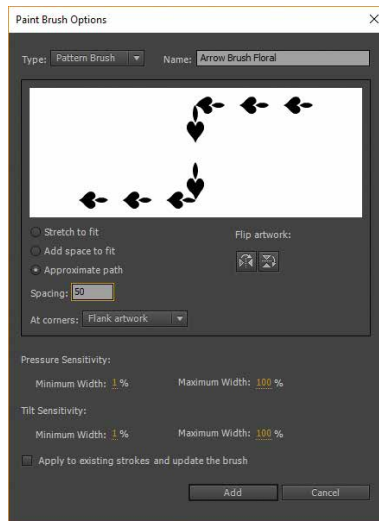 Paint Brush Options
Type: Pattern Brush Name: Arrow Brush Floral
Stretch to fit
Flip artwork:
Add space to fit
Approximate path
Spacing: 50
At corners: Flank artwork
Pressure Sensitivity:
Minimum Width: 1 % Maximum Width: 100 %
Tilt Sensitivity:
Minimum Width: 1 % Maximum Width: 100 %
Apply to existing strokes and update the brush
Add Cancel